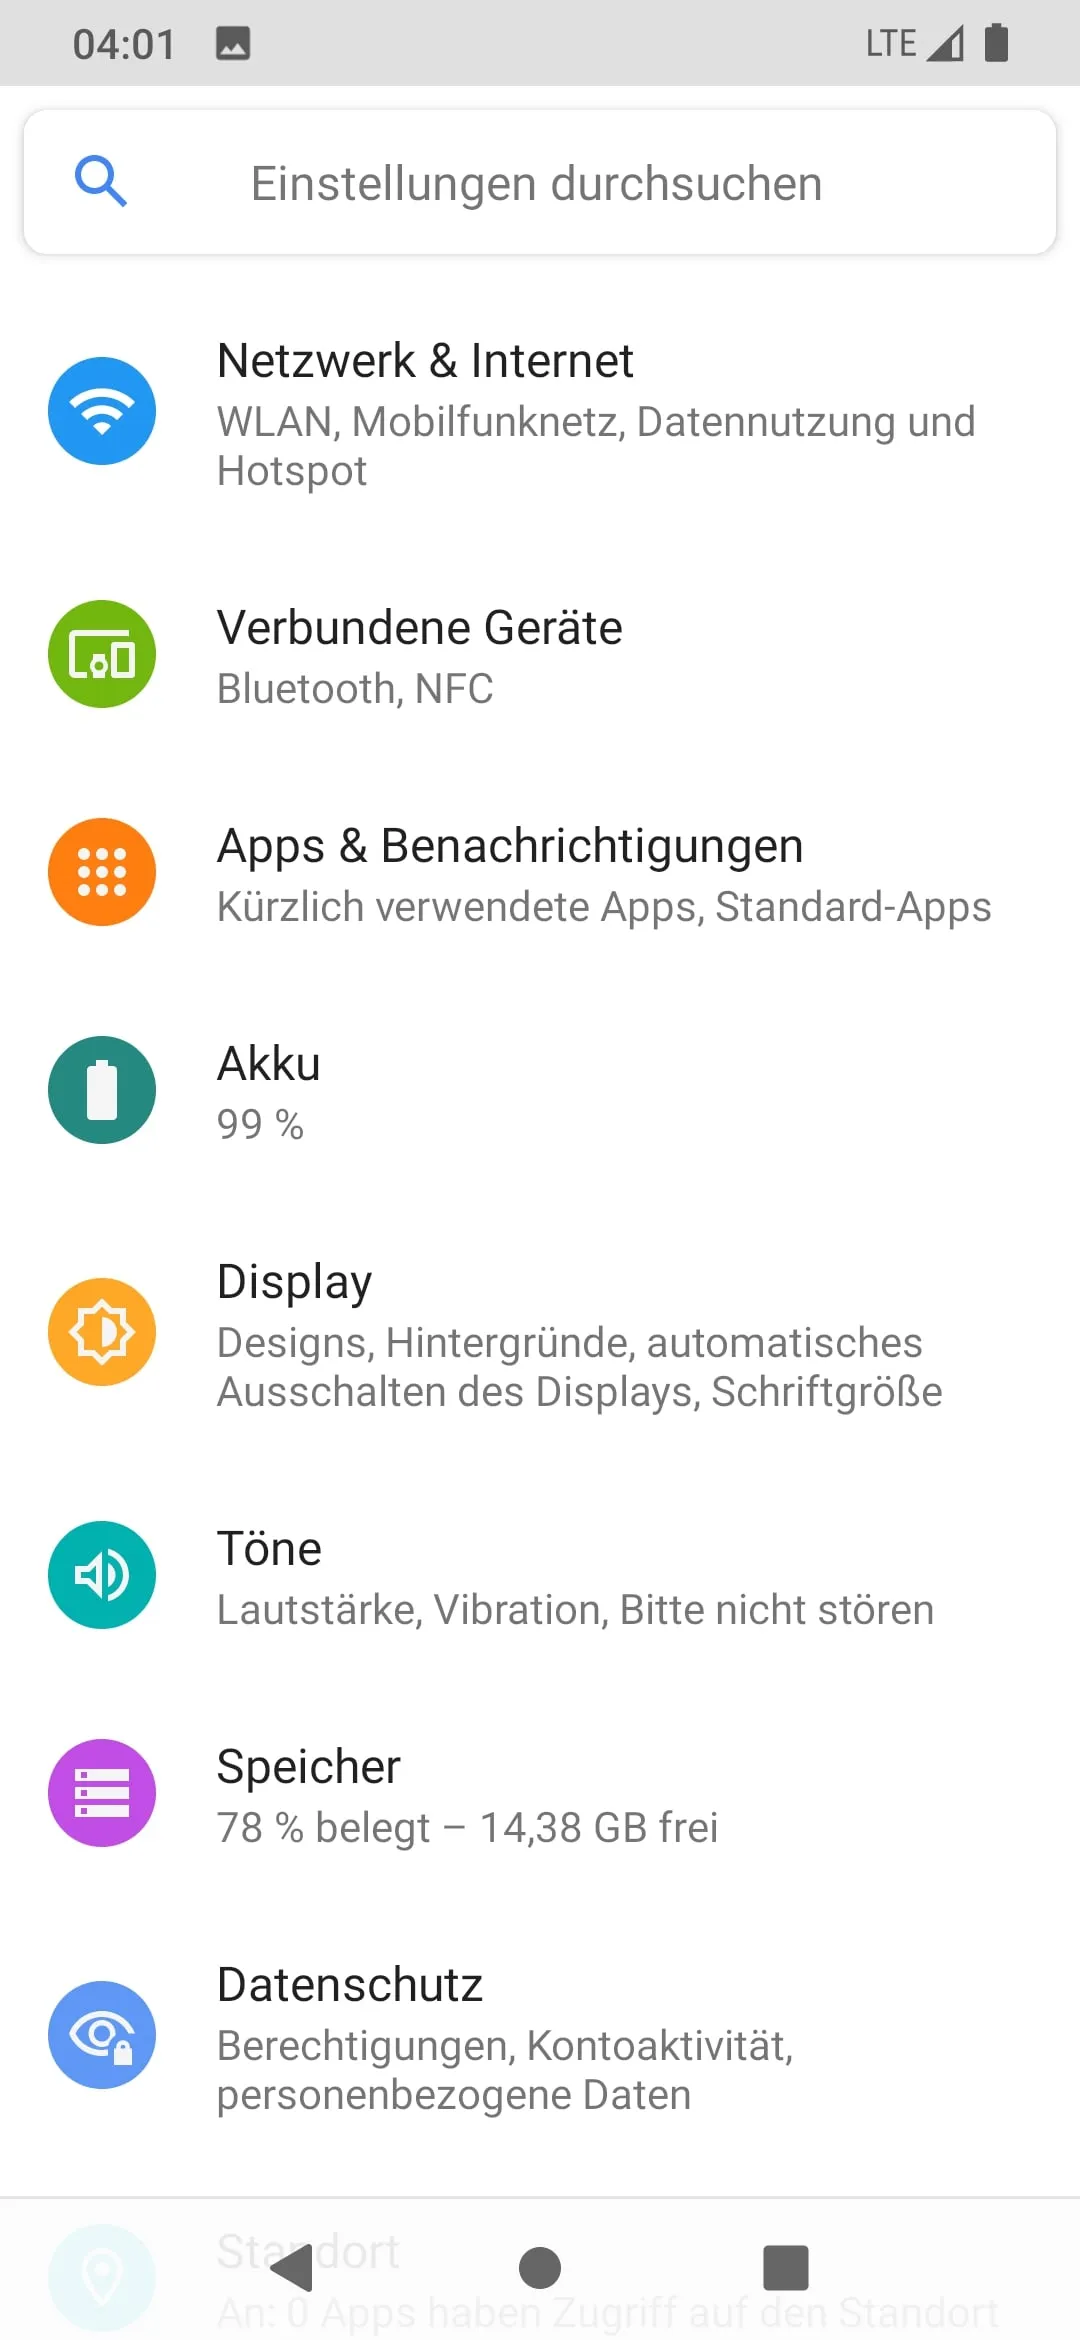 04:01
LTE
Einstellungen durchsuchen
Netzwerk & Internet
WLAN, Mobilfunknetz, Datennutzung und
Hotspot
Verbundene Geräte
Bluetooth, NFC
Apps & Benachrichtigungen
Kürzlich verwendete Apps, Standard-Apps
Akku
99 %
Display
Designs, Hintergründe, automatisches
Ausschalten des Displays, Schriftgröße
Töne
Lautstärke, Vibration, Bitte nicht stören
Speicher
78 % belegt – 14,38 GB frei
Datenschutz
Berechtigungen, Kontoaktivität,
personenbezogene Daten
Standort
An: 0 Apps haben Zugriff auf den Standort